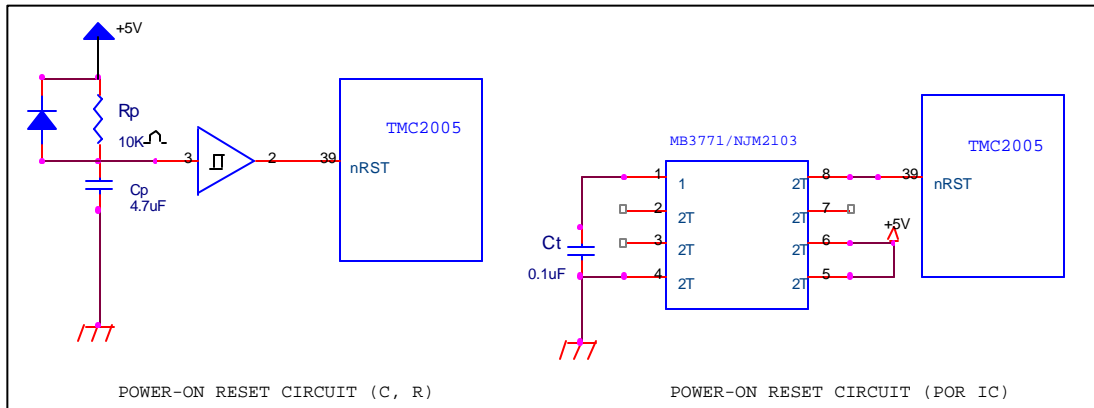 +5V
Rp
10K
3
2
39
TMC2005
nRST
Cp
4.7uF
POWER-ON RESET CIRCUIT (C, R)
MB3771/NJM2103
1
1
2T
8
39
TMC2005
nRST
2
2T
2T
7
3
2T
2T
6
+5V
Ct
0.1uF
4
2T
2T
5
POWER-ON RESET CIRCUIT (POR IC)